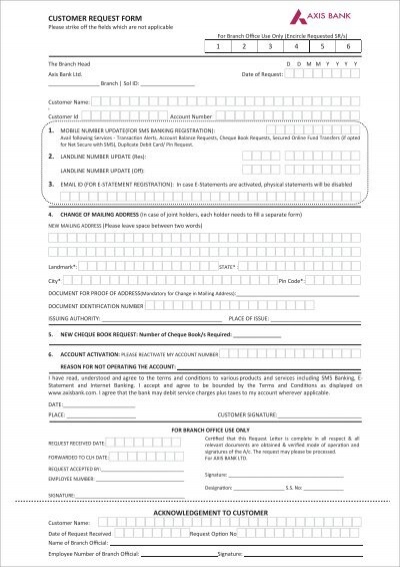 CUSTOMER REQUEST FORM
Please strike off the fields which are not applicable
AXIS BANK
For Branch Office Use Only (Encircle Requested SR/s)
1 2 3 4 5 6
The Branch Head
D D M M Y Y Y Y
Axis Bank Ltd.
Date of Request:
Branch ( Sol ID:
Customer Name:
Customer Id
Account Number
1. MOBILE NUMBER UPDATE(FOR SMS BANKING REGISTRATION):
Avail following Services - Transaction Alerts, Account Balance Requests, Cheque Book Requests, Secured Online Fund Transfers (if opted
for Net Secure with SMS), Duplicate Debit Card/ Pin Request.
2. LANDLINE NUMBER UPDATE (Res):
LANDLINE NUMBER UPDATE (Off):
3. EMAIL ID (FOR E-STATEMENT REGISTRATION): In case E-Statements are activated, physical statements will be disabled
4. CHANGE OF MAILING ADDRESS (In case of joint holders, each holder needs to fill a separate form)
NEW MAILING ADDRESS (Please leave space between two words)
Landmark*:
STATE*:
City*:
Pin Code*:
DOCUMENT FOR PROOF OF ADDRESS(Mandatory for Change in Mailing Address):
DOCUMENT IDENTIFICATION NUMBER
ISSUING AUTHORITY:
PLACE OF ISSUE:
5. NEW CHEQUE BOOK REQUEST: Number of Cheque Book/s Required:
6. ACCOUNT ACTIVATION: PLEASE REACTIVATE MY ACCOUNT NUMBER
REASON FOR NOT OPERATING THE ACCOUNT:
I have read, understood and agree to the terms and conditions to various products and services including SMS Banking, E-
Statement and Internet Banking. I accept and agree to be bounded by the Terms and Conditions as displayed on
www.axisbank.com. I agree that the bank may debit service charges plus taxes to my account wherever applicable.
DATE:
PLACE:
CUSTOMER SIGNATURE:
FOR BRANCH OFFICE USE ONLY
REQUEST RECEIVED DATE:
FORWARDED TO CLH DATE:
REQUEST ACCEPTED BY:
EMPLOYEE NUMBER:
SIGNATURE:
Certified that this Request Letter is complete in all respect & all
relevant documents are obtained & verified mode of operation and
signatures of the A/c. The request may please be processed.
For AXIS BANK LTD.
Signature:
Designation:
S.S. No:
ACKNOWLEDGEMENT TO CUSTOMER
Customer Name:
Date of Request Received
Request Option No
Name of Branch Official:
Employee Number of Branch Official:
Signature: